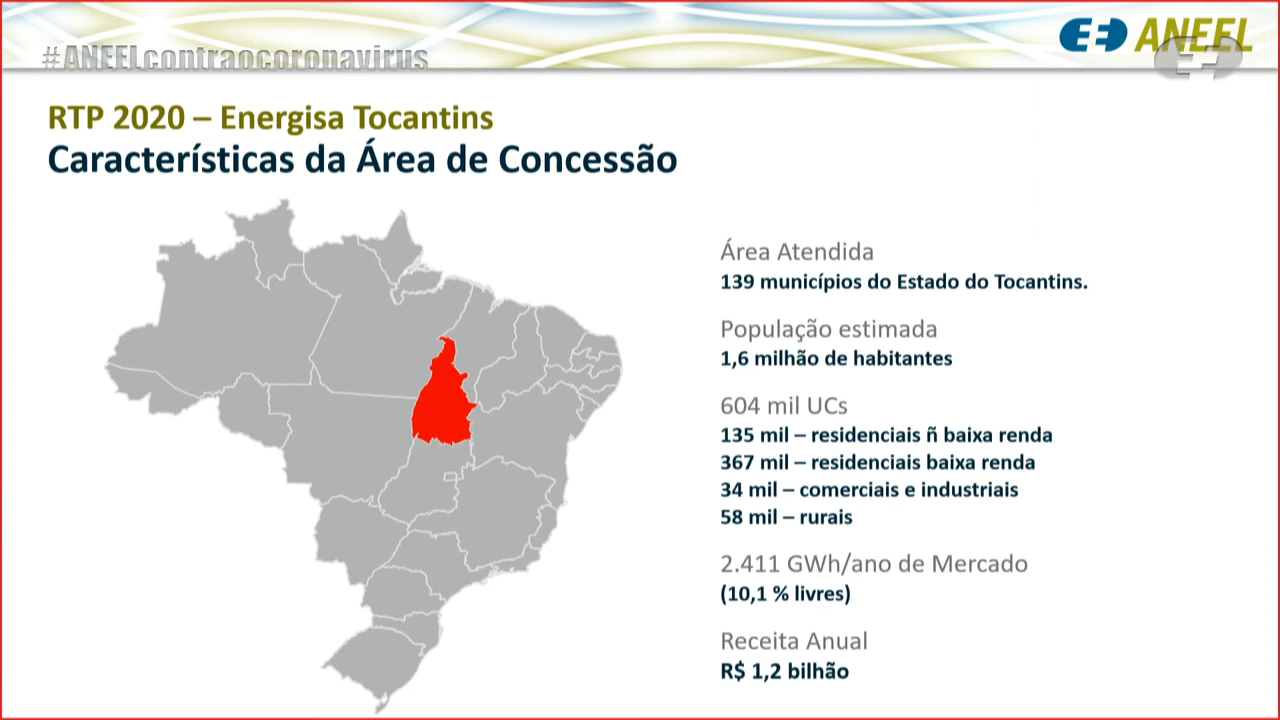 #ANEELcontraocoronavirus
ANEEL
RTP 2020 – Energisa Tocantins
Características da Área de Concessão
Área Atendida
139 municípios do Estado do Tocantins.
População estimada
1,6 milhão de habitantes
604 mil UCs
135 mil – residenciais ñ baixa renda
367 mil – residenciais baixa renda
34 mil – comerciais e industriais
58 mil – rurais
2.411 GWh/ano de Mercado
(10,1 % livres)
Receita Anual
R$ 1,2 bilhão